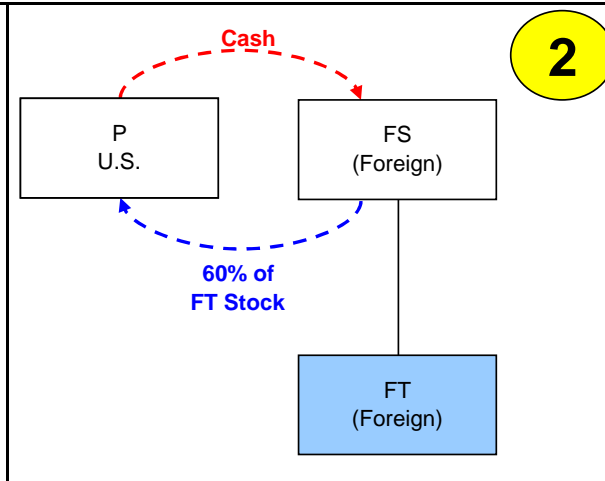 Cash
2
P
U.S.
FS
(Foreign)
60% of
FT Stock
FT
(Foreign)